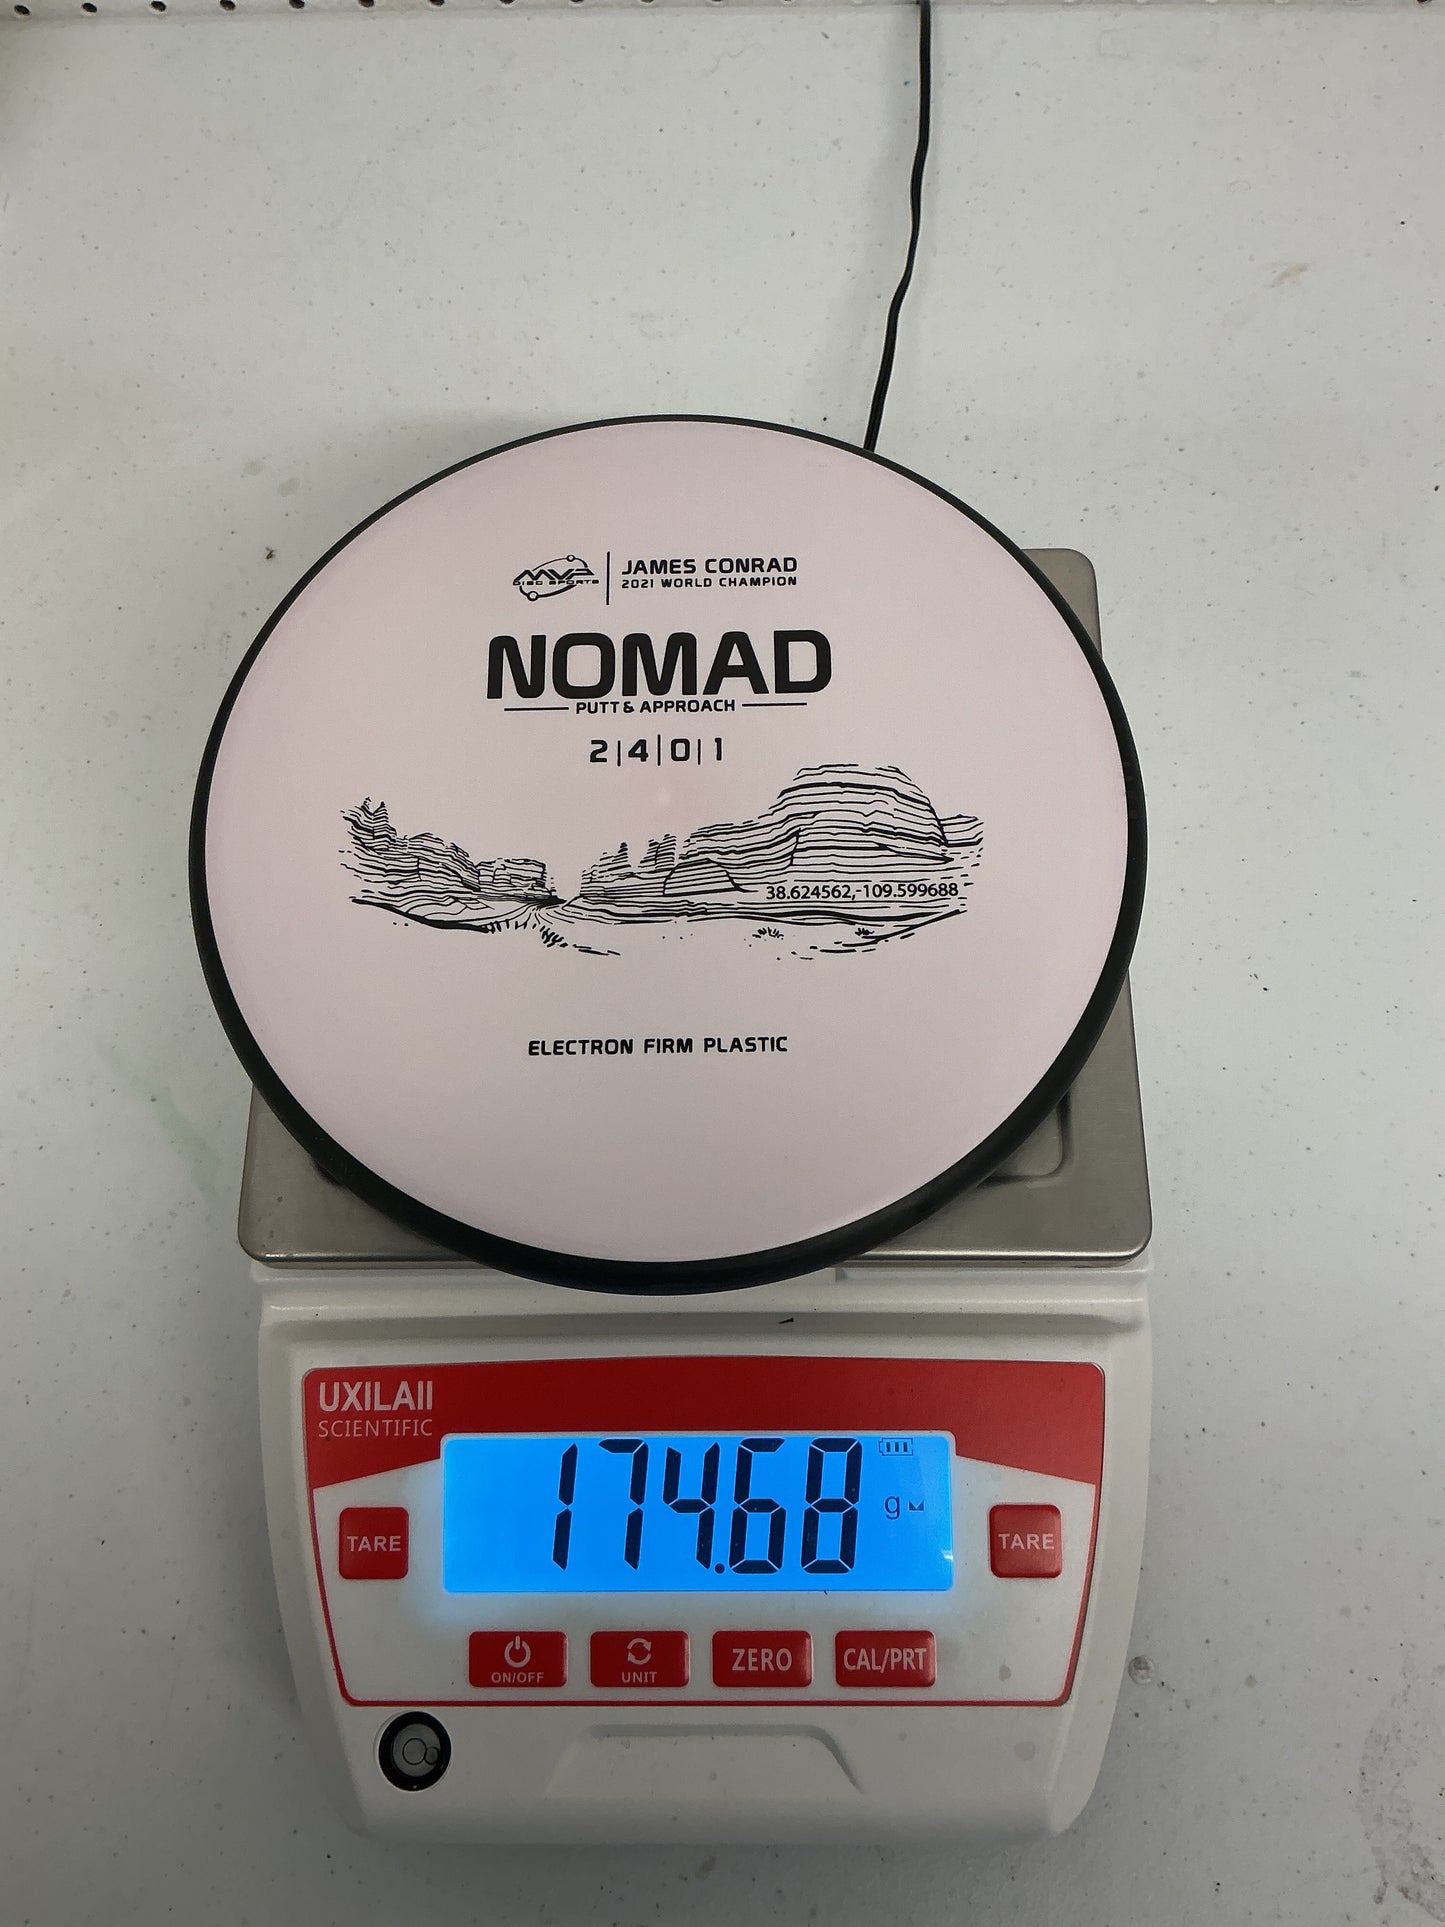 MVP
DISC SPORTS
JAMES CONRAD
2021 WORLD CHAMPION
NOMAD
PUTT & APPROACH
2|4|0|1
38.624562,-109.599688
ELECTRON FIRM PLASTIC
UXILAII
SCIENTIFIC
174.68 g
TARE
TARE
ON/OFF
UNIT
ZERO
CAL/PRT